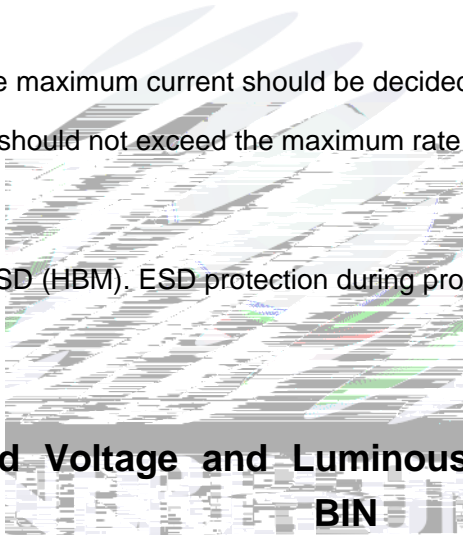 e maximum current should be decided
should not exceed the maximum rate
SD (HBM). ESD protection during pro
d Voltage and Luminous
BIN